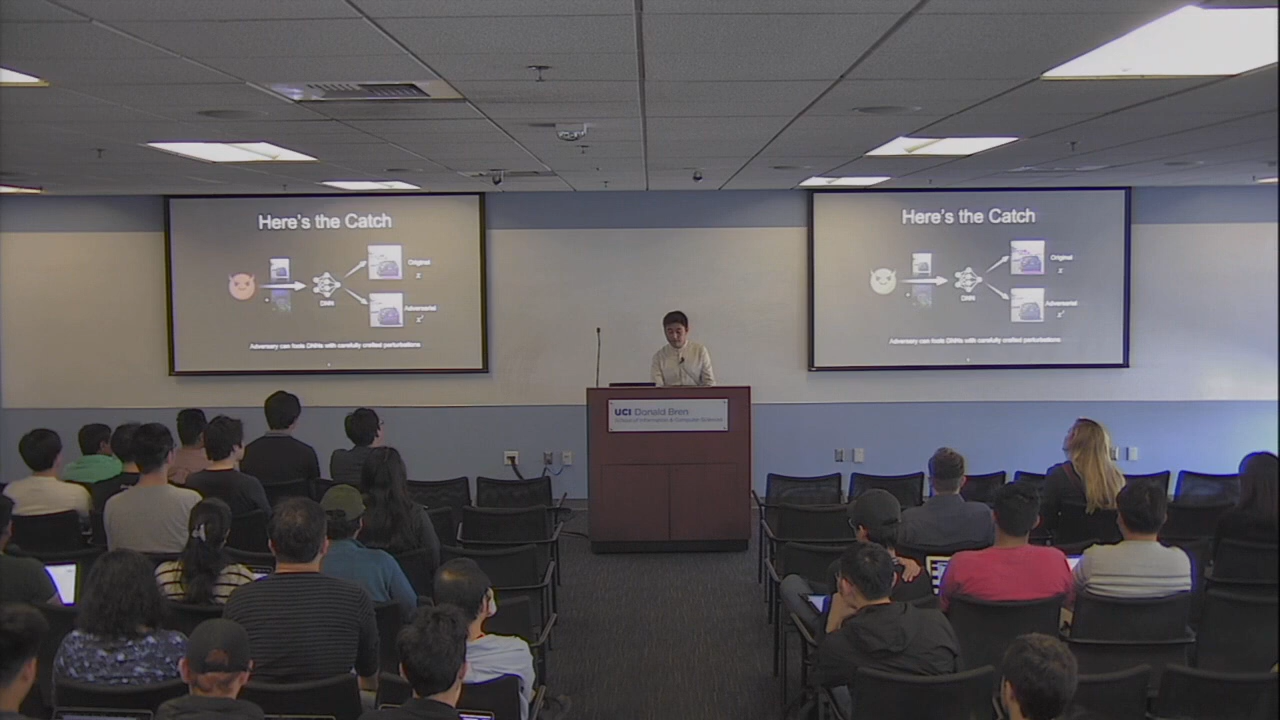 Here's the Catch
Original
x
DNN
Adversarial
x'
Adversary can fools DNNs with carefully crafted perturbations
Here's the Catch
Original
x
DNN
Adversarial
x'
Adversary can fools DNNs with carefully crafted perturbations
UCI Donald Bren
School of Information & Computer Sciences